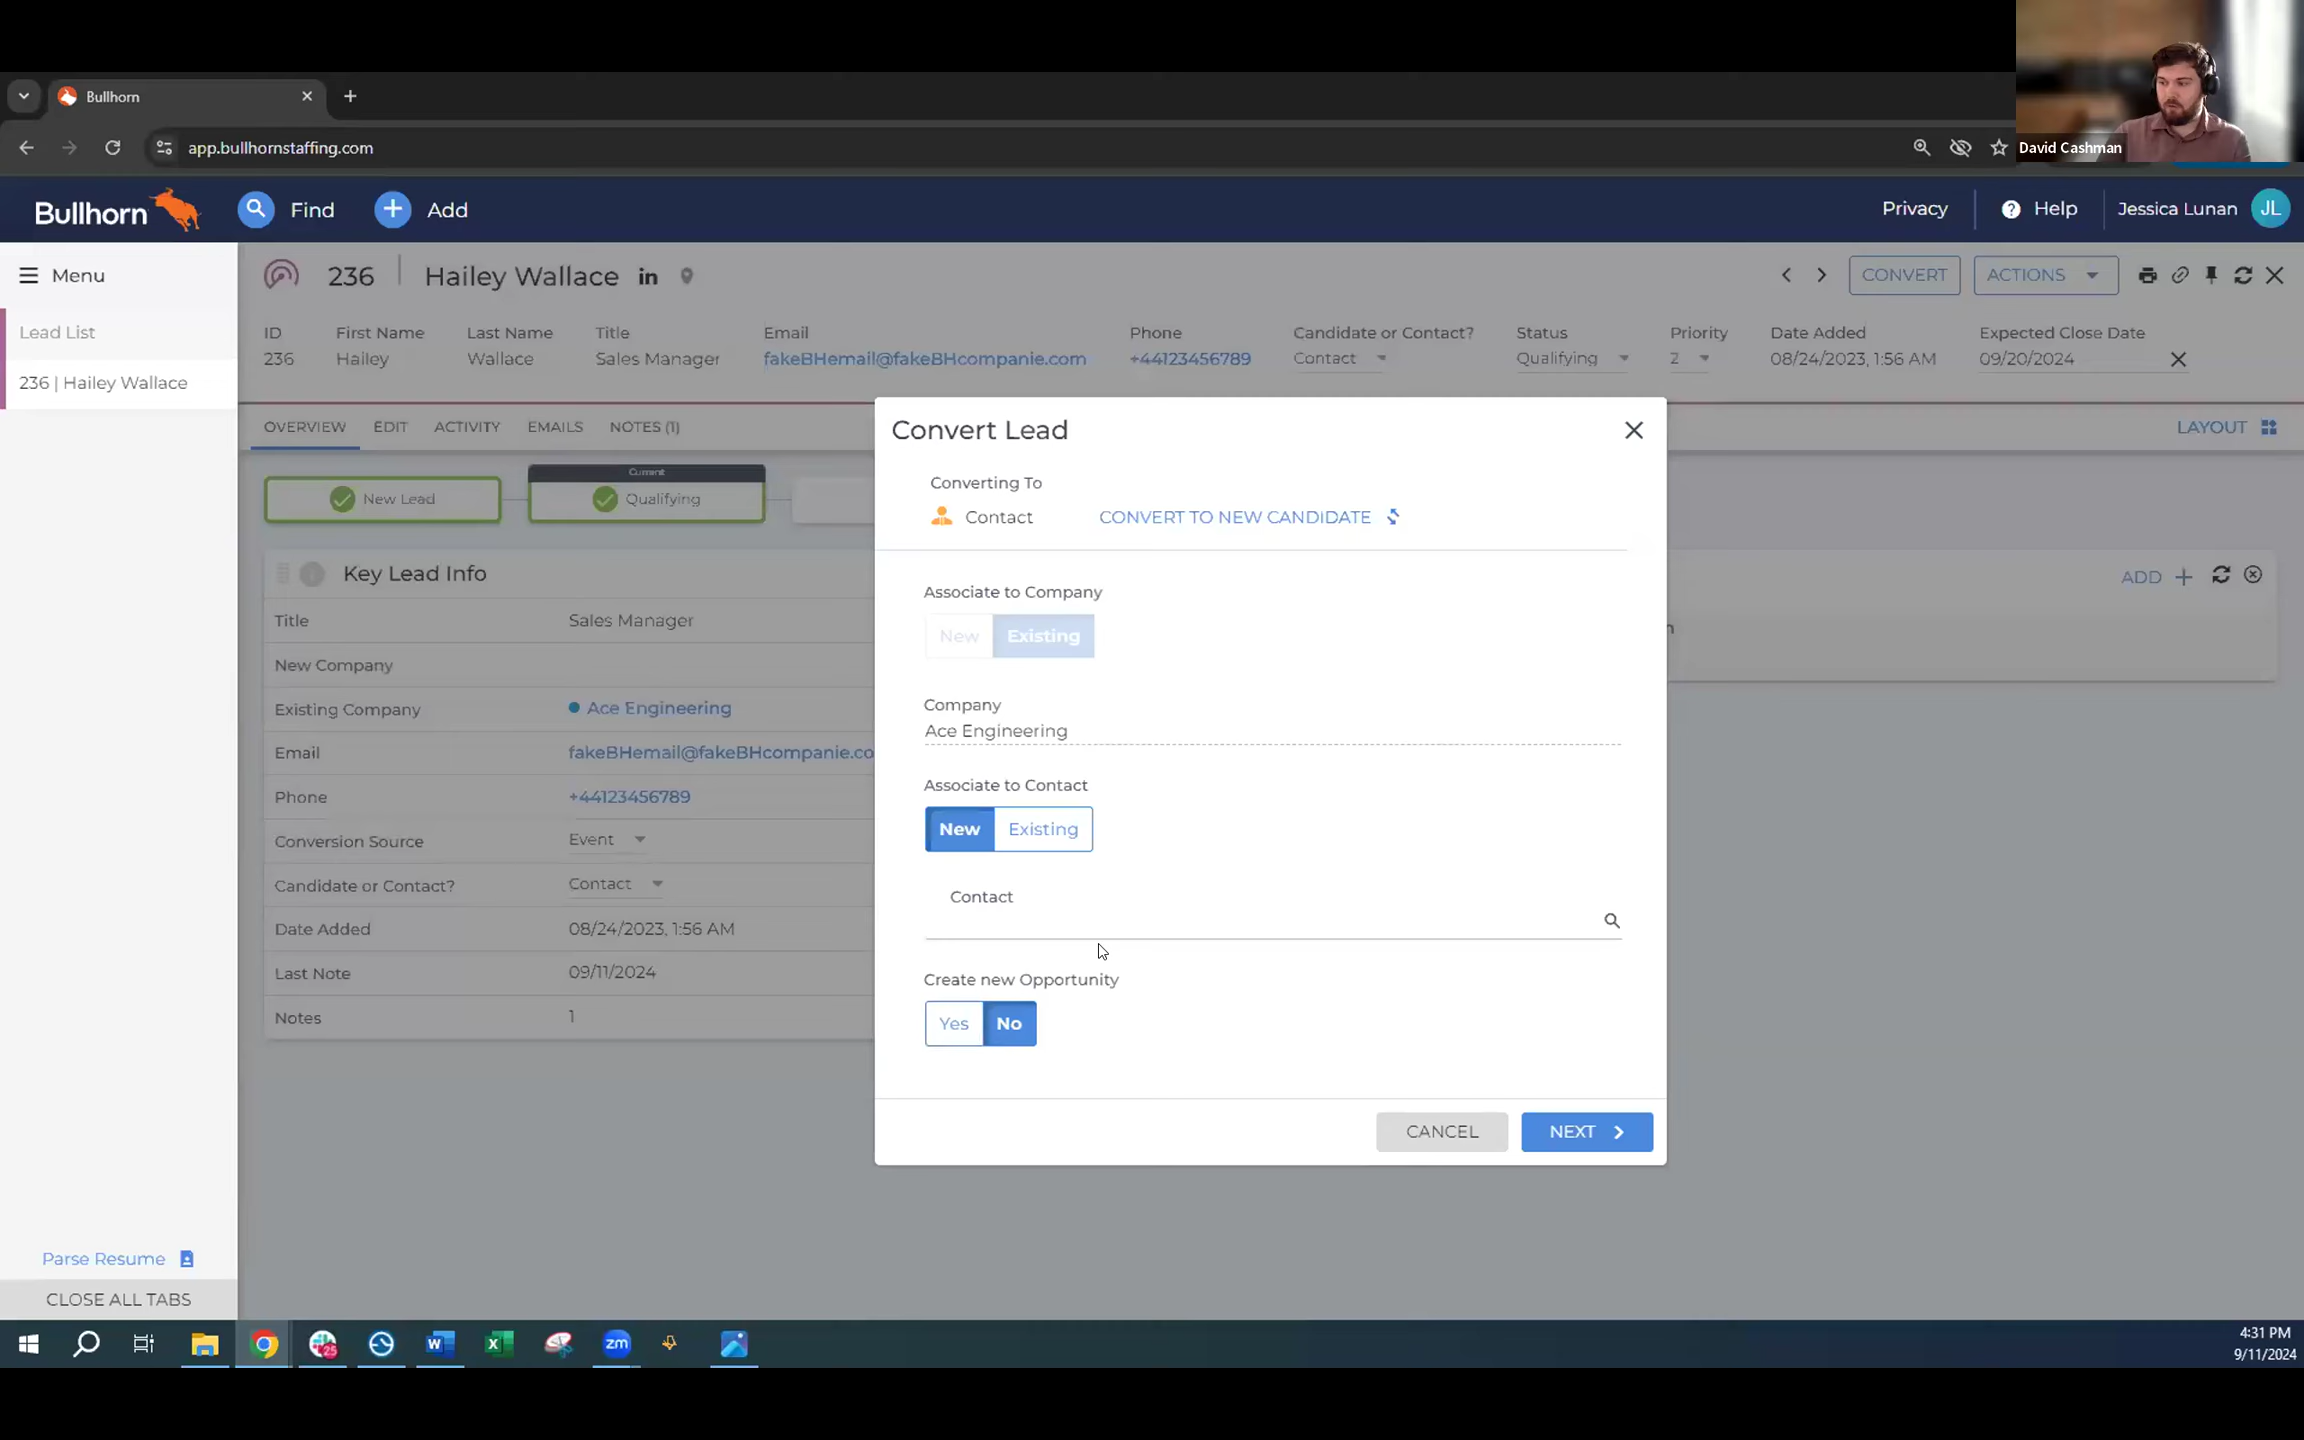 Bullhorn
app.bullhornstaffing.com
David Cashman
Bullhorn
Find
Add
Privacy
Help
Jessica Lunan
JL
Menu
Lead List
236 | Hailey Wallace
236
Hailey Wallace
in
CONVERT
ACTIONS
ID First Name Last Name Title Email Phone Candidate or Contact? Status Priority Date Added Expected Close Date
236 Hailey Wallace Sales Manager fakeBHemail@fakeBHcompanie.com +44123456789 Contact Qualifying 2 08/24/2023, 1:56 AM 09/20/2024
OVERVIEW EDIT ACTIVITY EMAILS NOTES (1)
LAYOUT
New Lead
Current
Qualifying
Key Lead Info
Title Sales Manager
New Company
Existing Company Ace Engineering
Email fakeBHemail@fakeBHcompanie.co
Phone +44123456789
Conversion Source Event
Candidate or Contact? Contact
Date Added 08/24/2023, 1:56 AM
Last Note 09/11/2024
Notes 1
ADD
Convert Lead
Converting To
Contact
CONVERT TO NEW CANDIDATE
Associate to Company
New Existing
Company
Ace Engineering
Associate to Contact
New Existing
Contact
Create new Opportunity
Yes No
CANCEL
NEXT
Parse Resume
CLOSE ALL TABS
25
zm
4:31 PM
9/11/2024